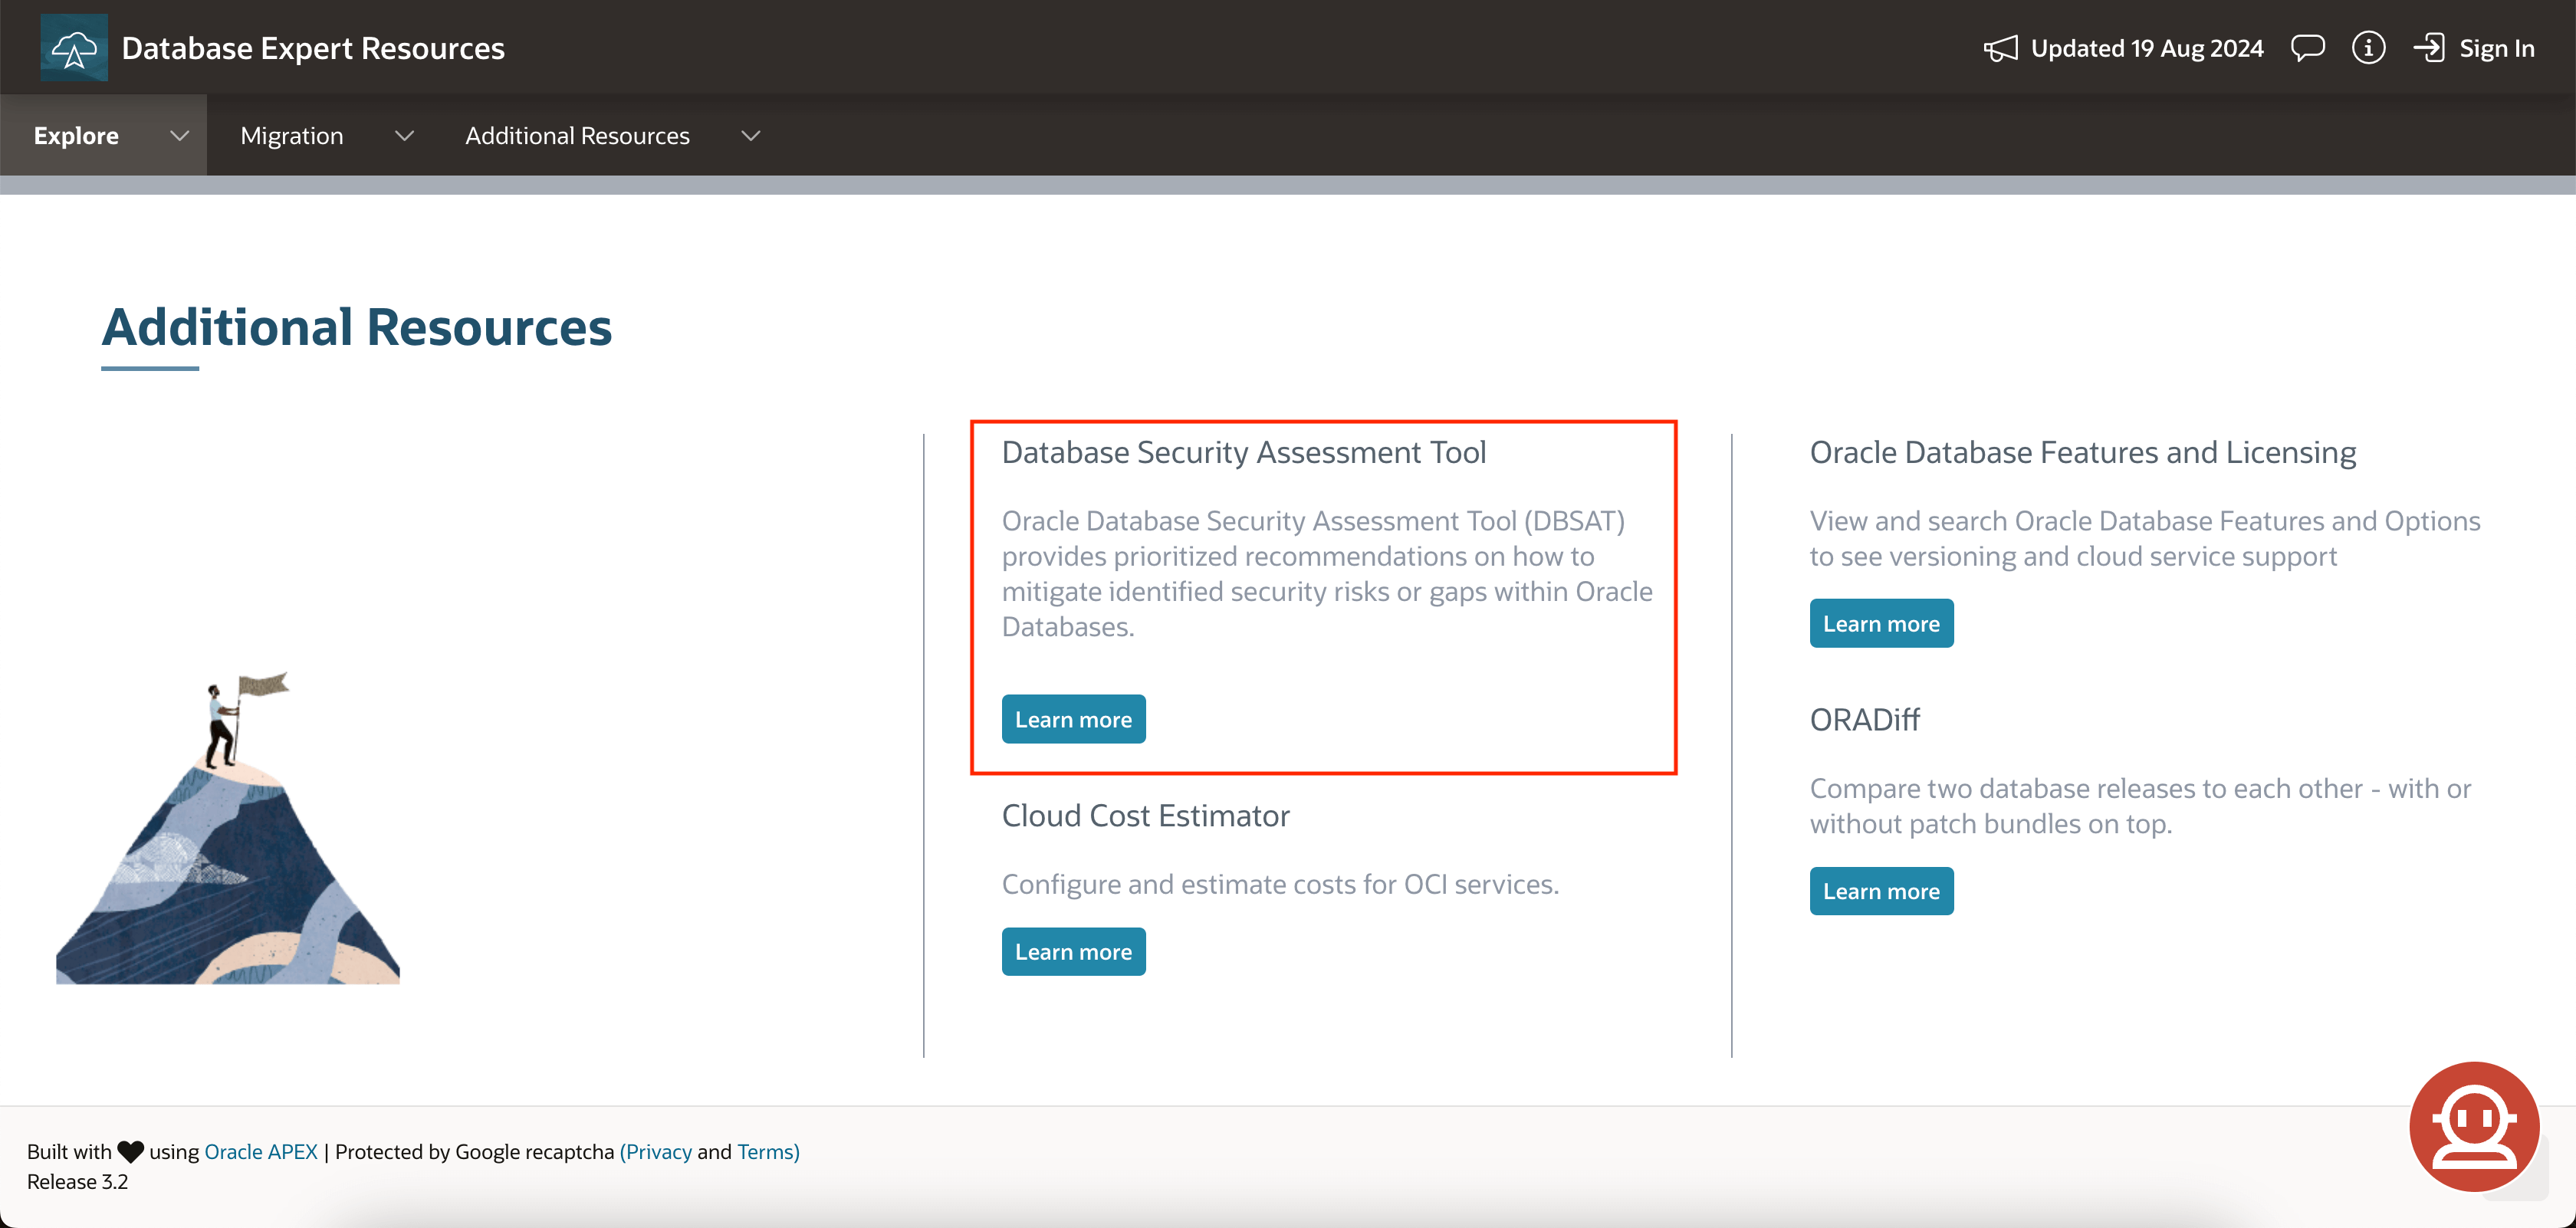 Database Expert Resources
Updated 19 Aug 2024
Sign In
Explore
Migration
Additional Resources
Additional Resources
Database Security Assessment Tool
Oracle Database Security Assessment Tool (DBSAT)
provides prioritized recommendations on how to
mitigate identified security risks or gaps within Oracle
Databases.
Learn more
Cloud Cost Estimator
Configure and estimate costs for OCI services.
Learn more
Oracle Database Features and Licensing
View and search Oracle Database Features and Options
to see versioning and cloud service support
Learn more
ORADiff
Compare two database releases to each other - with or
without patch bundles on top.
Learn more
Built with ♥ using Oracle APEX | Protected by Google recaptcha (Privacy and Terms)
Release 3.2